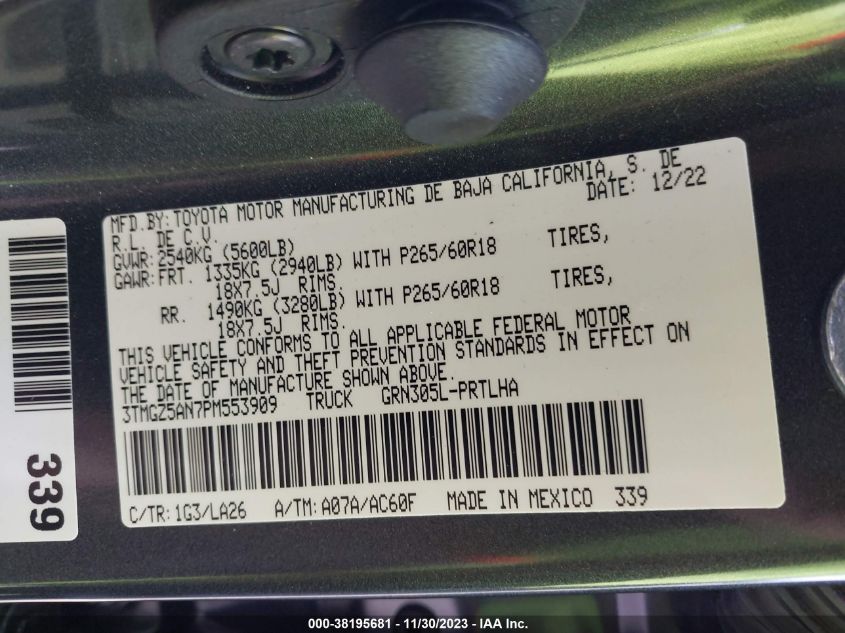 MFD.BY:TOYOTA MOTOR MANUFACTURING DE BAJA CALIFORNIA, S. DE
R.L. DE C.V. DATE: 12/22
GVWR:2540KG (5600LB)
GAWR:FRT. 1335KG (2940LB) WITH P265/60R18 TIRES,
18X7.5J RIMS.
RR. 1490KG (3280LB) WITH P265/60R18 TIRES,
18X7.5J RIMS.
THIS VEHICLE CONFORMS TO ALL APPLICABLE FEDERAL MOTOR
VEHICLE SAFETY AND THEFT PREVENTION STANDARDS IN EFFECT ON
THE DATE OF MANUFACTURE SHOWN ABOVE.
3TMGZ5AN7PM553909 TRUCK GRN305L-PRTLHA
C/TR:1G3/LA26 A/TM:A07A/AC60F MADE IN MEXICO 339
339
000-38195681 - 11/30/2023 - IAA Inc.